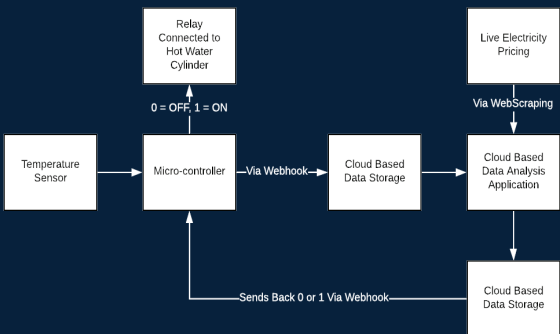 Relay
Connected to
Hot Water
Cylinder
Live Electricity
Pricing
0 = OFF, 1 = ON
Via WebScraping
Temperature
Sensor
Micro-controller
Via Webhook
Cloud Based
Data Storage
Cloud Based
Data Analysis
Application
Sends Back 0 or 1 Via Webhook
Cloud Based
Data Storage